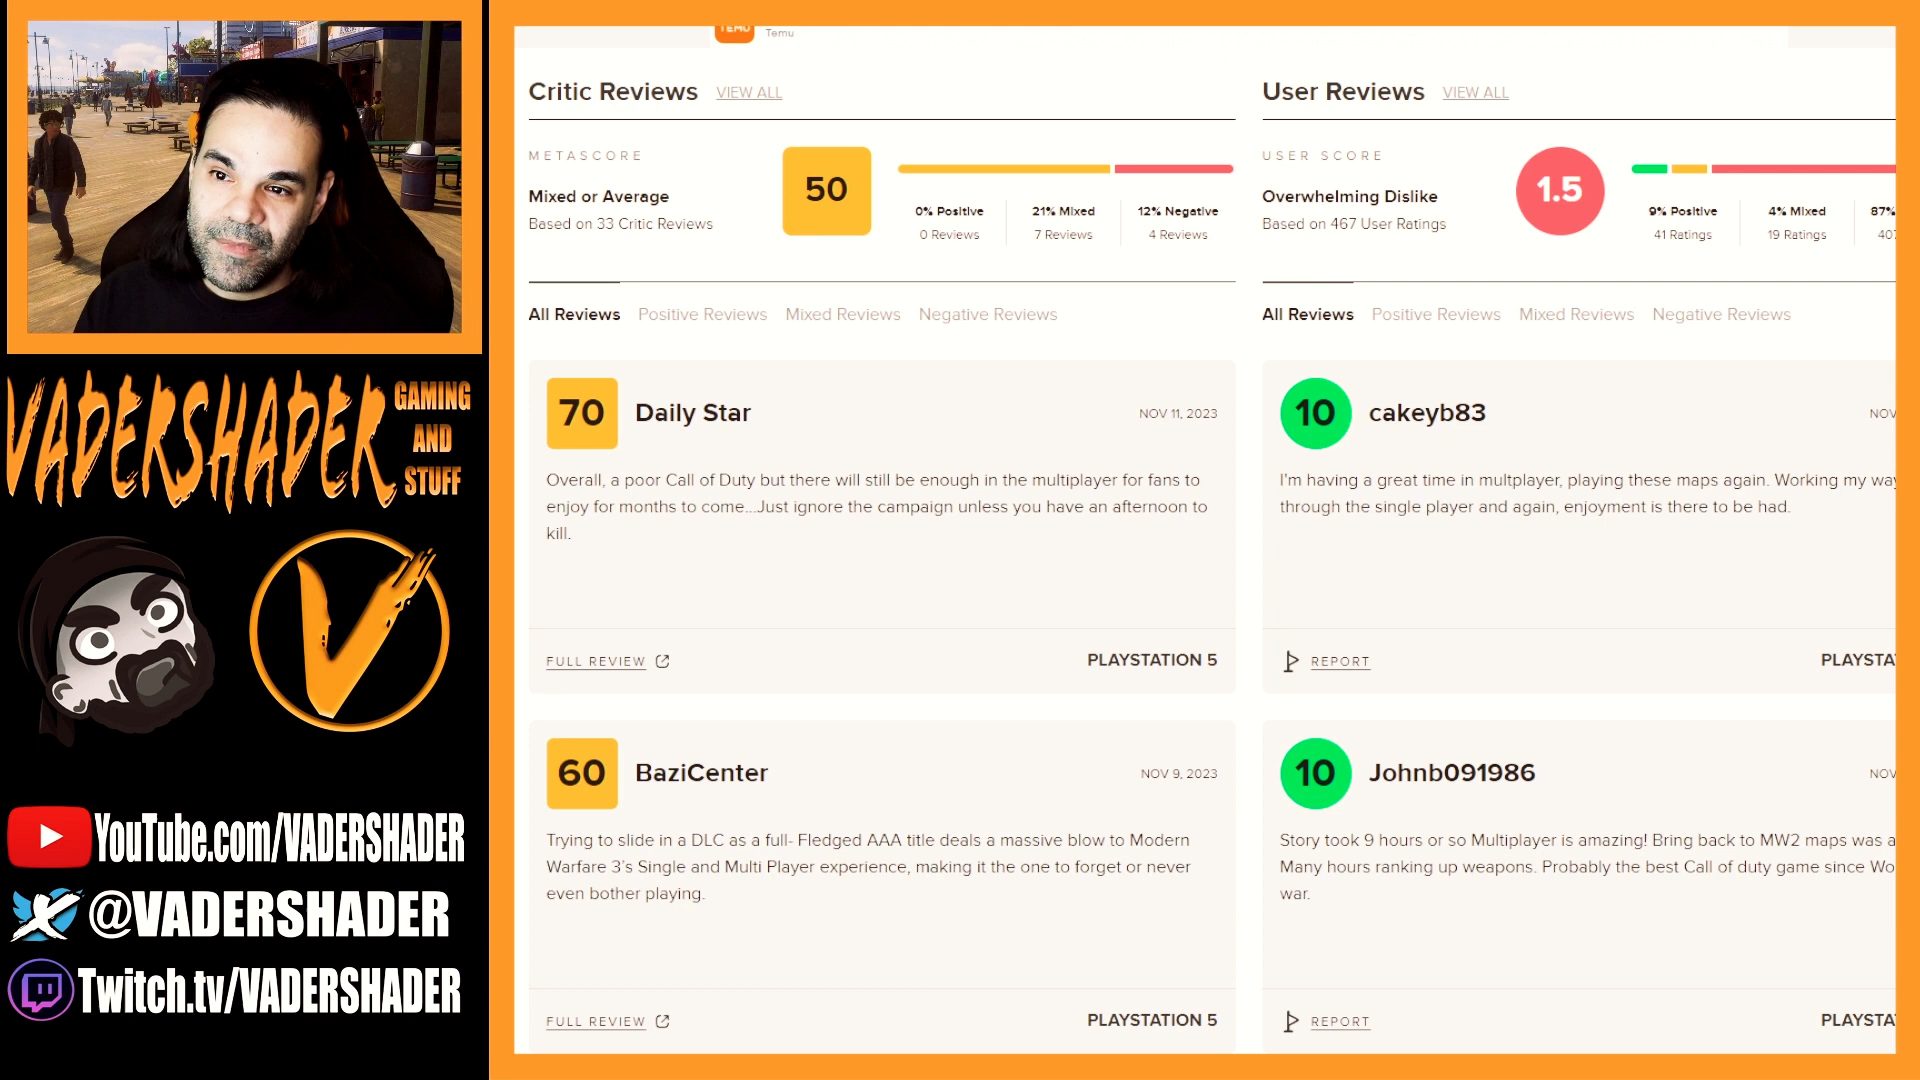 TEMU
Temu
Critic Reviews VIEW ALL
METASCORE
Mixed or Average
Based on 33 Critic Reviews
50
0% Positive
0 Reviews
21% Mixed
7 Reviews
12% Negative
4 Reviews
All Reviews Positive Reviews Mixed Reviews Negative Reviews
70 Daily Star NOV 11, 2023
Overall, a poor Call of Duty but there will still be enough in the multiplayer for fans to
enjoy for months to come...Just ignore the campaign unless you have an afternoon to
kill.
FULL REVIEW PLAYSTATION 5
60 BaziCenter NOV 9, 2023
Trying to slide in a DLC as a full- Fledged AAA title deals a massive blow to Modern
Warfare 3's Single and Multi Player experience, making it the one to forget or never
even bother playing.
FULL REVIEW PLAYSTATION 5
User Reviews VIEW ALL
USER SCORE
Overwhelming Dislike
Based on 467 User Ratings
1.5
9% Positive
41 Ratings
4% Mixed
19 Ratings
87%
407
All Reviews Positive Reviews Mixed Reviews Negative Reviews
10 cakeyb83 NOV
I'm having a great time in multplayer, playing these maps again. Working my way
through the single player and again, enjoyment is there to be had.
REPORT PLAYSTA
10 Johnb091986 NOV
Story took 9 hours or so Multiplayer is amazing! Bring back to MW2 maps was a
Many hours ranking up weapons. Probably the best Call of duty game since Wo
war.
REPORT PLAYSTA
VADERSHADER
GAMING
AND
STUFF
V
YouTube.com/VADERSHADER
@VADERSHADER
Twitch.tv/VADERSHADER